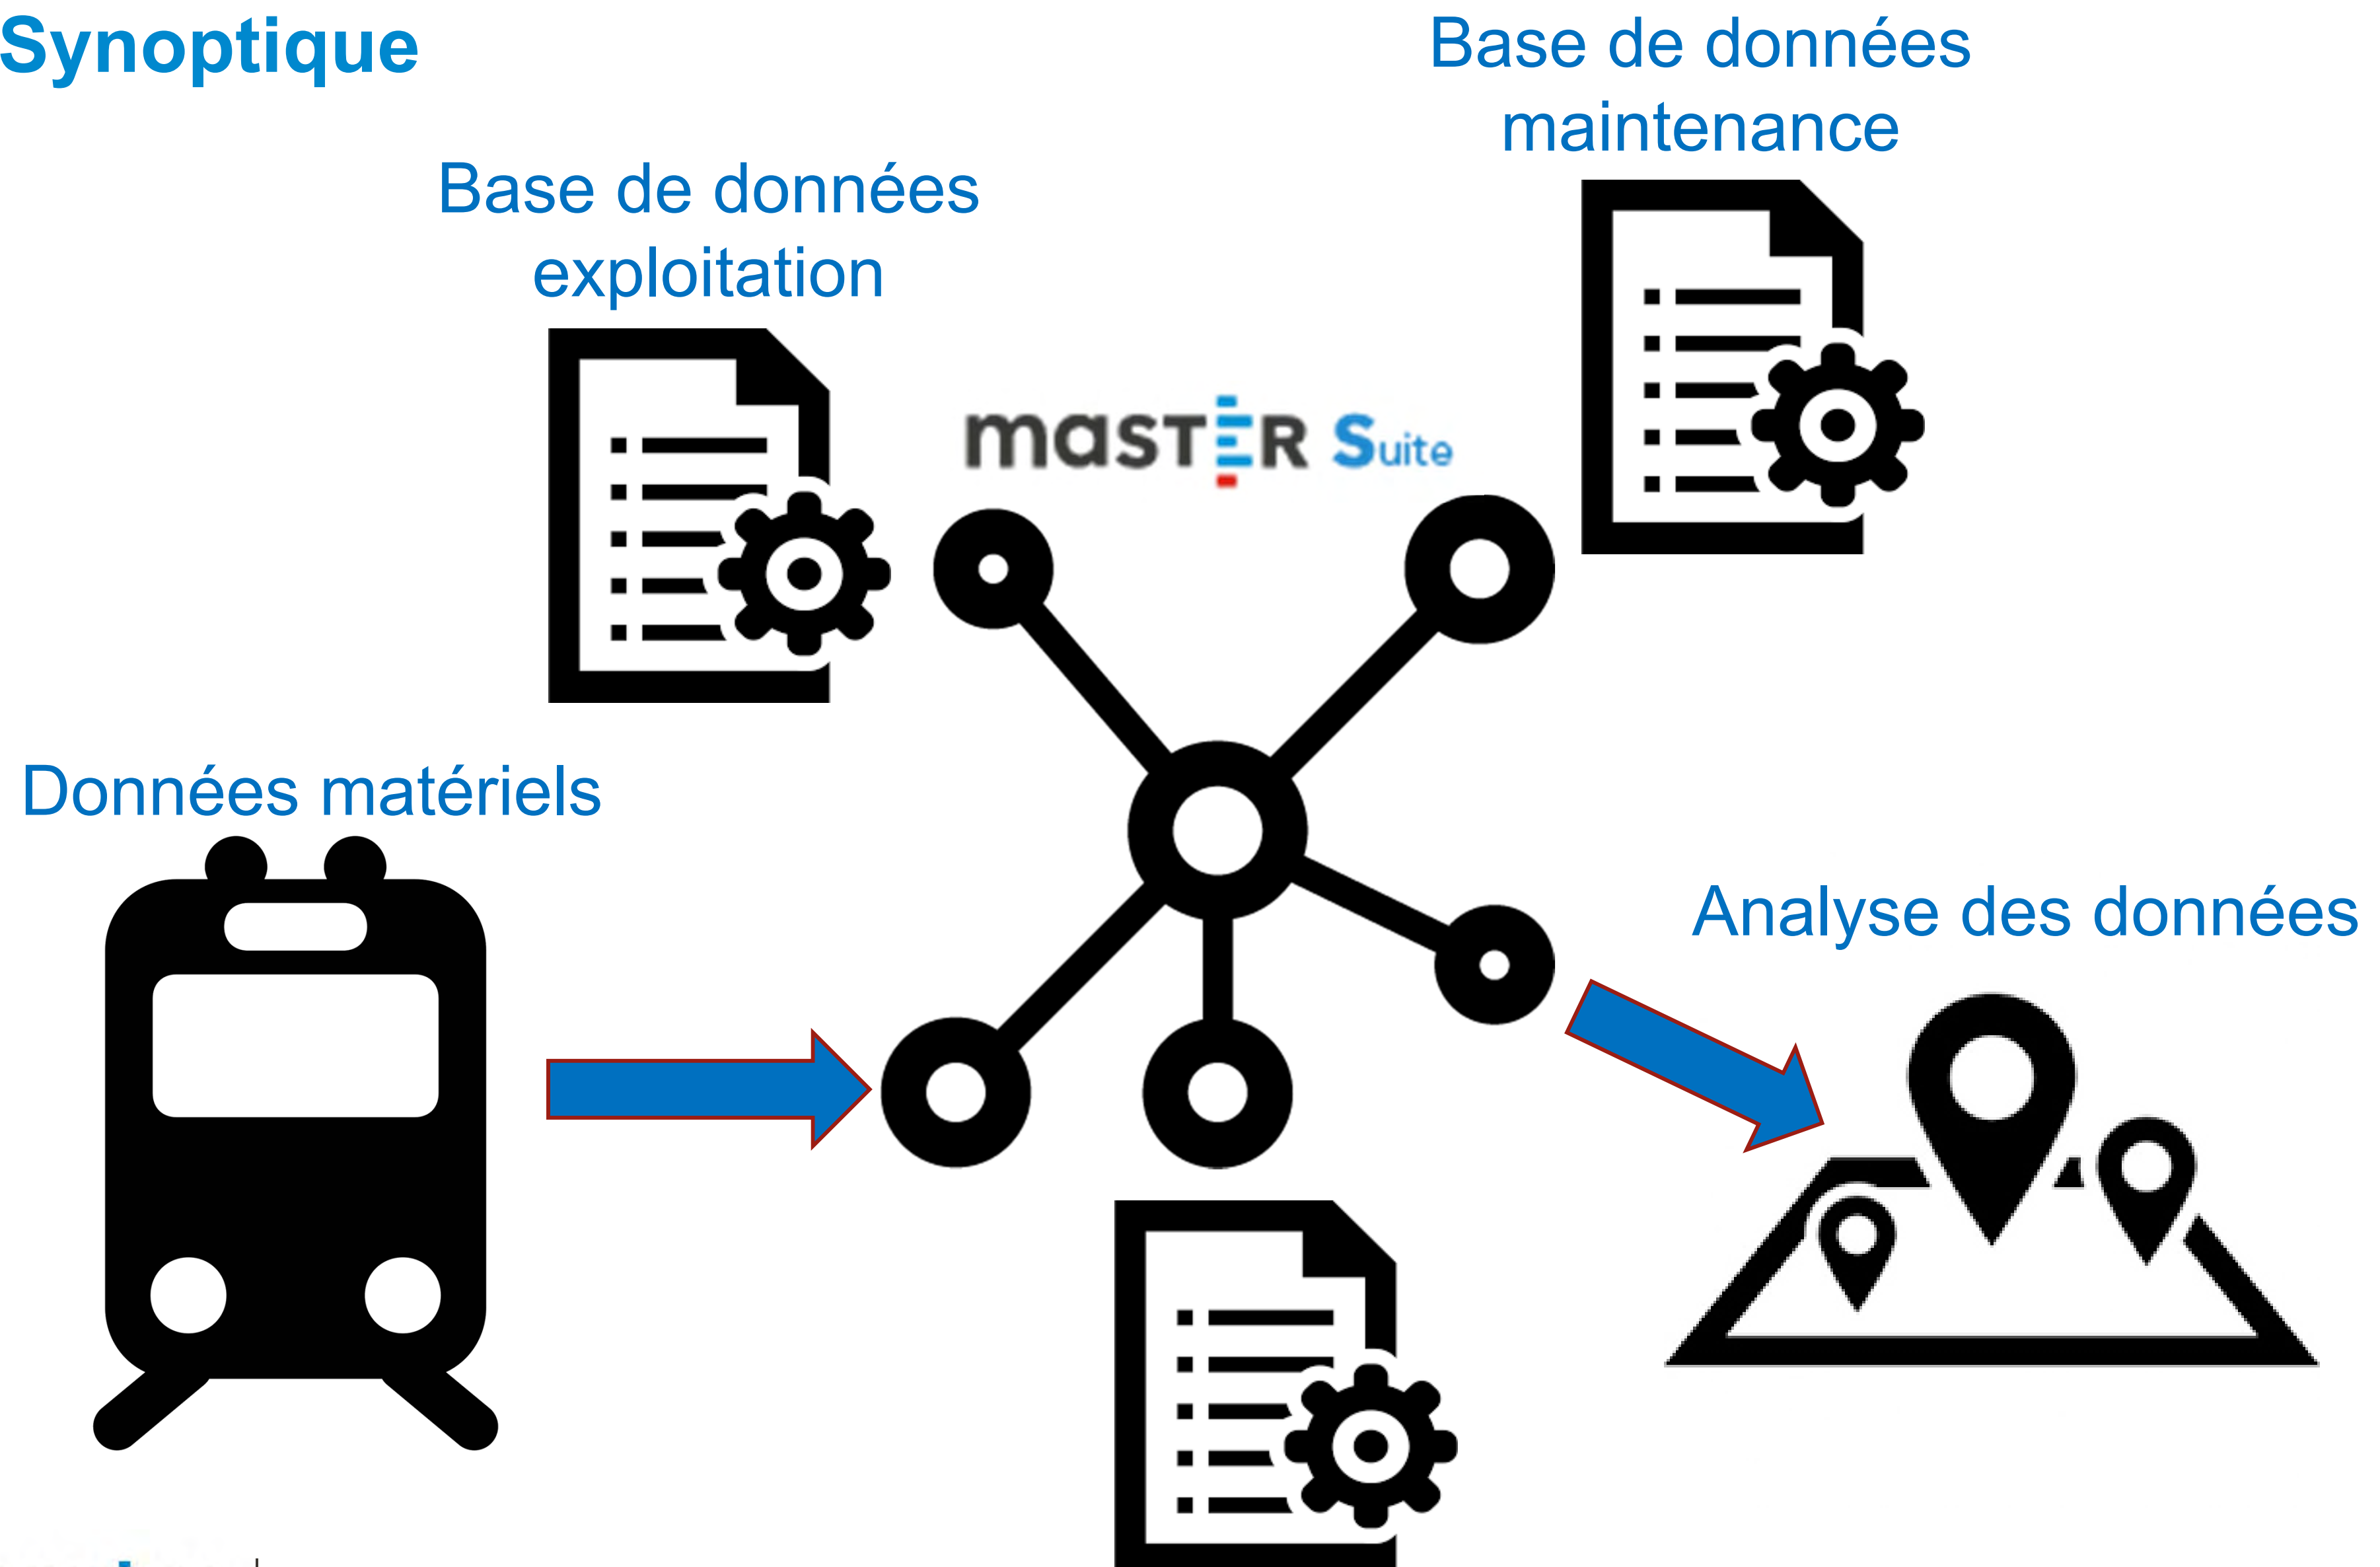 Synoptique
Base de données
maintenance
Base de données
exploitation
masTER Suite
Données matériels
Analyse des données